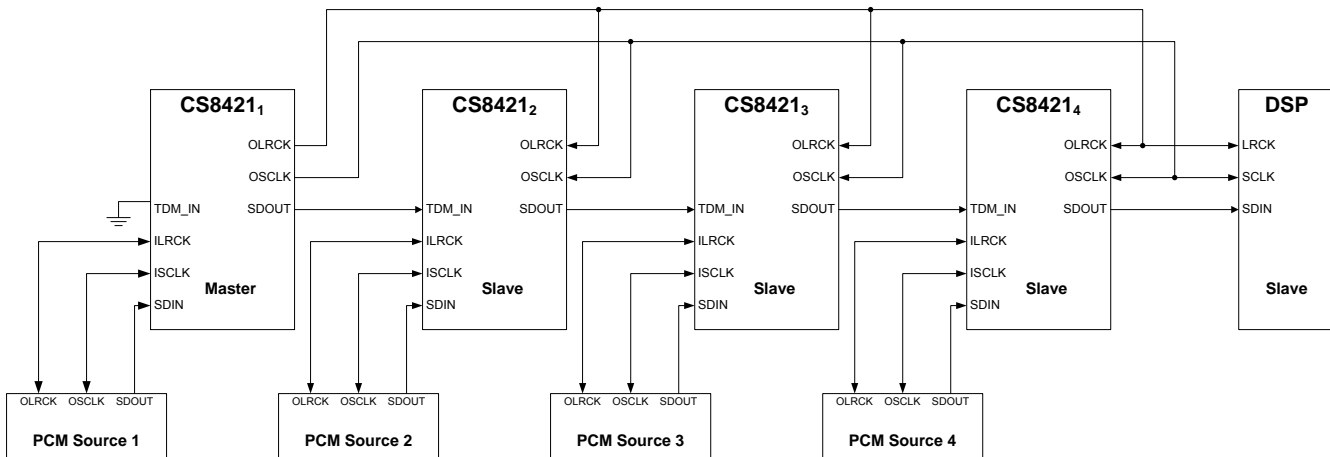 CS8421₁
OLRCK
OSCLK
TDM_IN
SDOUT
ILRCK
ISCLK
Master
SDIN
CS8421₂
OLRCK
OSCLK
TDM_IN
SDOUT
ILRCK
ISCLK
Slave
SDIN
CS8421₃
OLRCK
OSCLK
TDM_IN
SDOUT
ILRCK
ISCLK
Slave
SDIN
CS8421₄
OLRCK
OSCLK
TDM_IN
SDOUT
ILRCK
ISCLK
Slave
SDIN
DSP
LRCK
SCLK
SDIN
Slave
OLRCK OSCLK SDOUT
PCM Source 1
OLRCK OSCLK SDOUT
PCM Source 2
OLRCK OSCLK SDOUT
PCM Source 3
OLRCK OSCLK SDOUT
PCM Source 4